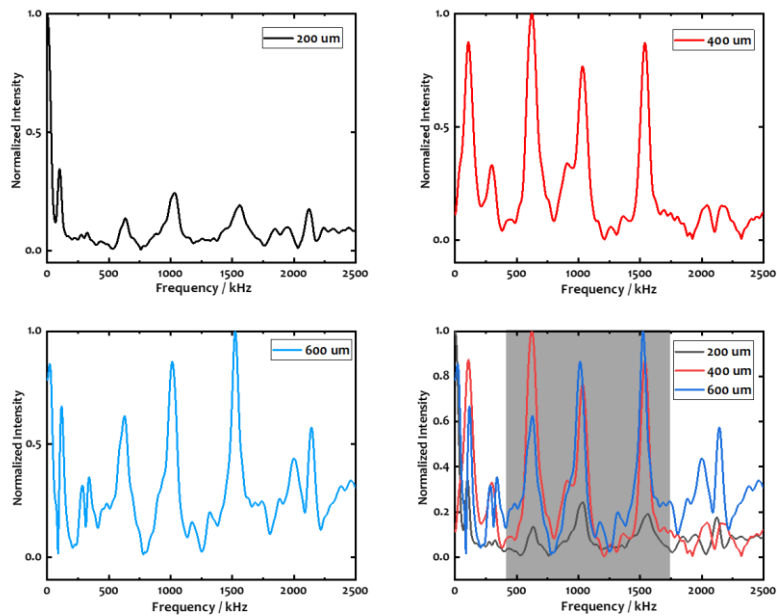 1.0
0.5
0.0
Normalized Intensity
200 um
0 500 1000 1500 2000 2500
Frequency / kHz
1.0
0.5
0.0
Normalized Intensity
400 um
0 500 1000 1500 2000 2500
Frequency / kHz
1.0
0.5
0.0
Normalized Intensity
600 um
0 500 1000 1500 2000 2500
Frequency / kHz
1.0
0.8
0.6
0.4
0.2
0.0
Normalized Intensity
200 um
400 um
600 um
0 500 1000 1500 2000 2500
Frequency / kHz